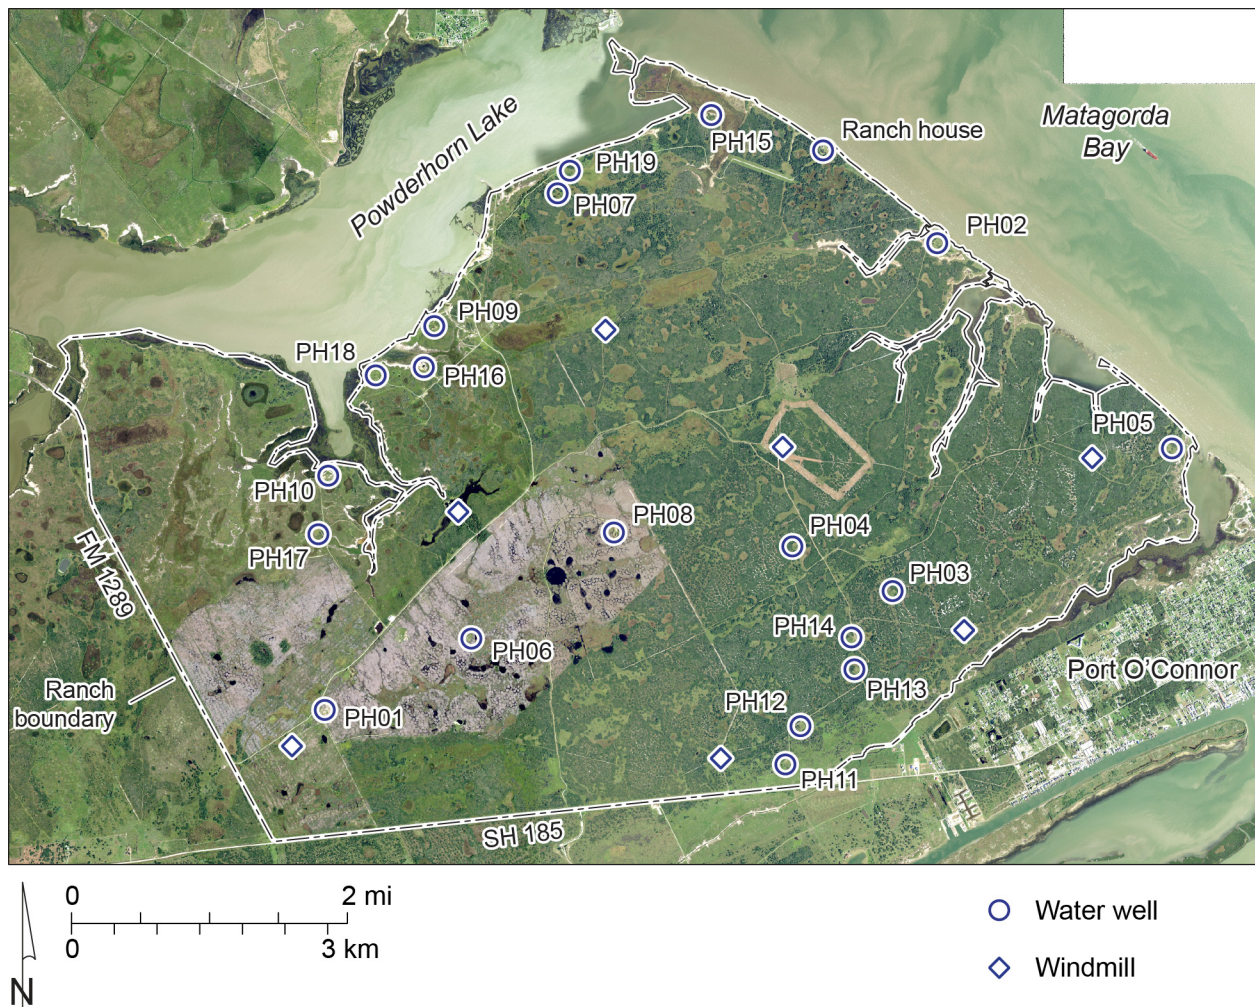 Matagorda
Bay
Powderhorn Lake
Ranch house
PH15
PH19
PH07
PH02
PH09
PH18
PH16
PH05
PH10
PH08
PH17
PH04
FM 1289
PH03
PH14
PH06
Port O'Connor
PH13
Ranch
boundary
PH01
PH12
PH11
SH 185
0 2 mi
0 3 km
N
Water well
Windmill